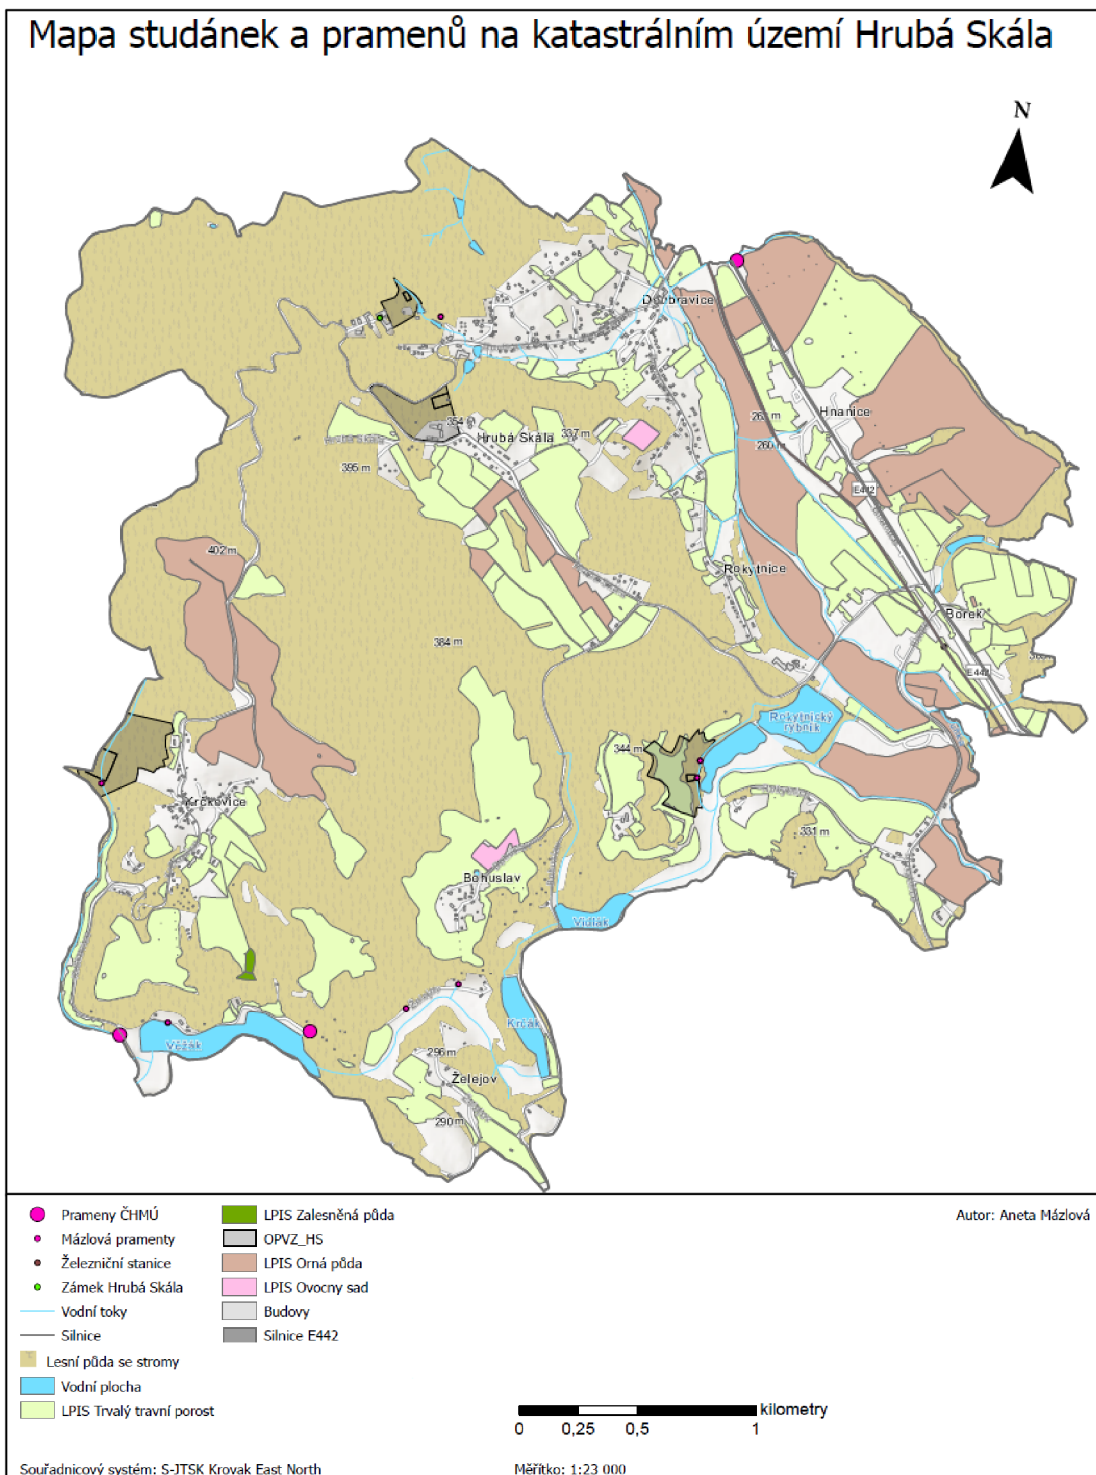 Mapa studánek a pramenů na katastrálním území Hrubá Skála
N
Doubravice
Hnanice
354
Hrubá Skála
337 m
395 m
260 m
E442
402 m
Rokytnice
Borek
384 m
E442
Rokytnický
rybník
344 m
Krčkovice
331 m
Bohuslav
Vidlák
Krčák
Věžák
296 m
Želejov
290 m
Prameny ČHMÚ
Mázlová pramenty
Železniční stanice
Zámek Hrubá Skála
Vodní toky
Silnice
Lesní půda se stromy
Vodní plocha
LPIS Trvalý travní porost
LPIS Zalesněná půda
OPVZ_HS
LPIS Orná půda
LPIS Ovocny sad
Budovy
Silnice E442
Autor: Aneta Mázlová
kilometry
0 0,25 0,5 1
Souřadnicový systém: S-JTSK Krovak East North
Měřítko: 1:23 000